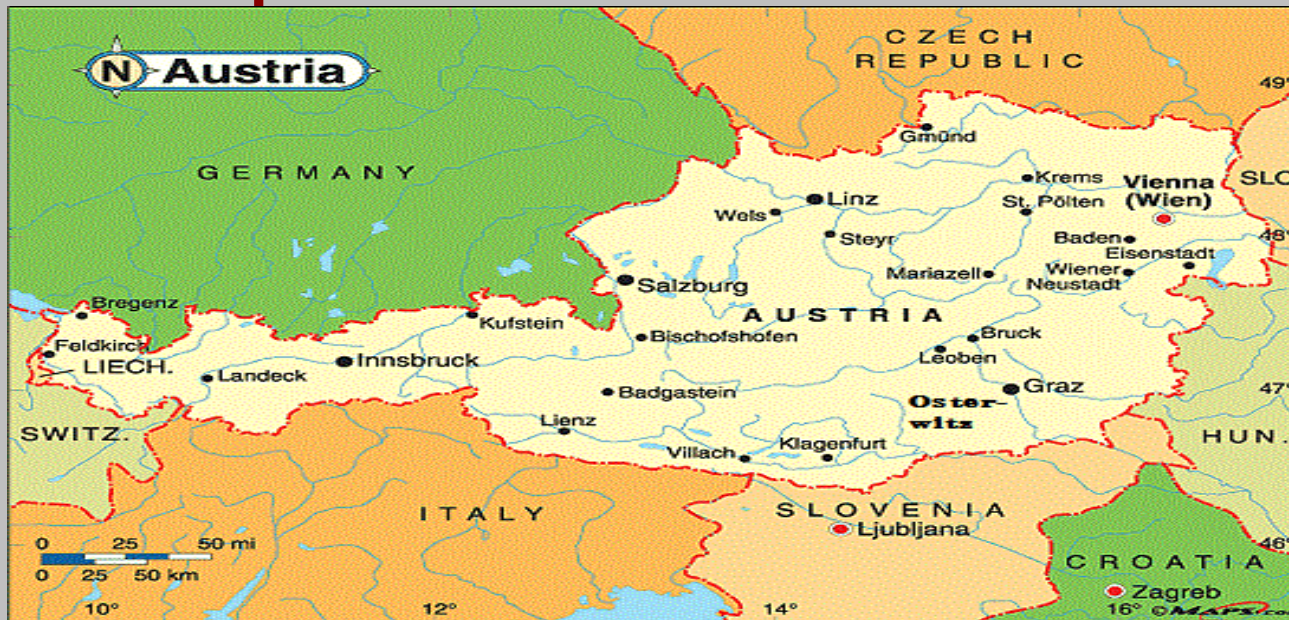 N Austria
CZECH
REPUBLIC
49°
Gmünd
GERMANY
Krems
Vienna
(Wien)
SLO
Linz
St. Pölten
Wels
Steyr
Baden
48°
Eisenstadt
Mariazell
Wiener
Neustadt
Salzburg
Bregenz
Kufstein
AUSTRIA
Bischofshofen
Bruck
Feldkirch
LIECH.
Innsbruck
Leoben
Landeck
Badgastein
Graz
47°
Oster-
witz
Lienz
SWITZ.
Villach
Klagenfurt
HUN.
ITALY
SLOVENIA
Ljubljana
0 25 50 mi
0 25 50 km
46°
CROATIA
Zagreb
10°
12°
14°
16°
©MAPS.co